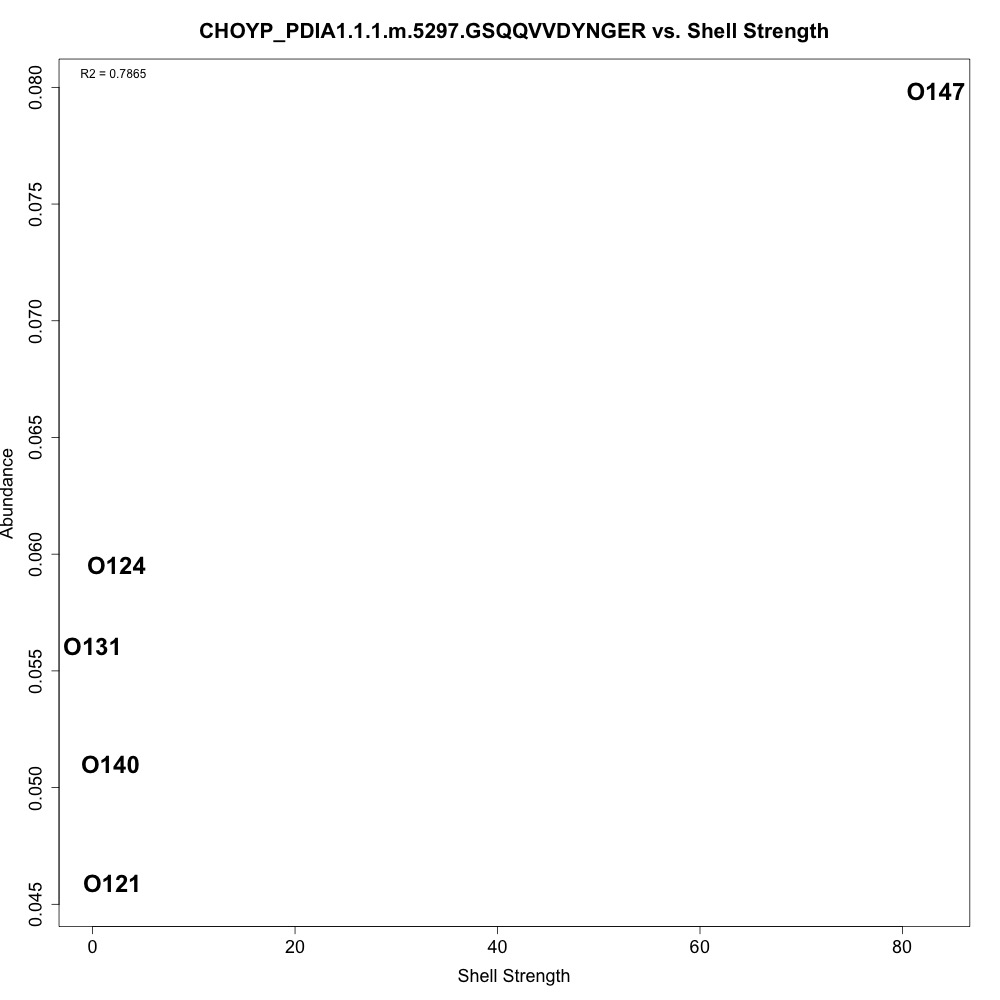 CHOYP_PDIA1.1.1.m.5297.GSQQVVDYNGER vs. Shell Strength
R2 = 0.7865
O147
O124
O131
O140
O121
Abundance
0.080
0.075
0.070
0.065
0.060
0.055
0.050
0.045
0 20 40 60 80
Shell Strength